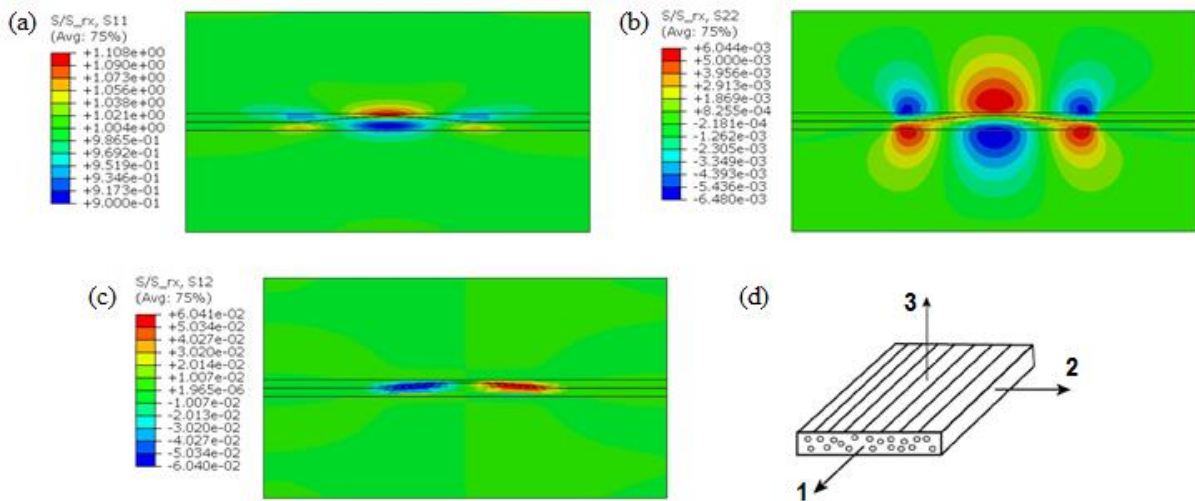 (a)
S/S_rx, S11
(Avg: 75%)
+1.108e+00
+1.090e+00
+1.073e+00
+1.056e+00
+1.038e+00
+1.021e+00
+1.004e+00
+9.865e-01
+9.692e-01
+9.519e-01
+9.346e-01
+9.173e-01
+9.000e-01
(b)
S/S_rx, S22
(Avg: 75%)
+6.044e-03
+5.000e-03
+3.956e-03
+2.913e-03
+1.869e-03
+8.255e-04
-2.181e-04
-1.262e-03
-2.305e-03
-3.349e-03
-4.393e-03
-5.436e-03
-6.480e-03
(c)
S/S_rx, S12
(Avg: 75%)
+6.041e-02
+5.034e-02
+4.027e-02
+3.020e-02
+2.014e-02
+1.007e-02
+1.965e-06
-1.007e-02
-2.013e-02
-3.020e-02
-4.027e-02
-5.034e-02
-6.040e-02
(d)
3
2
1